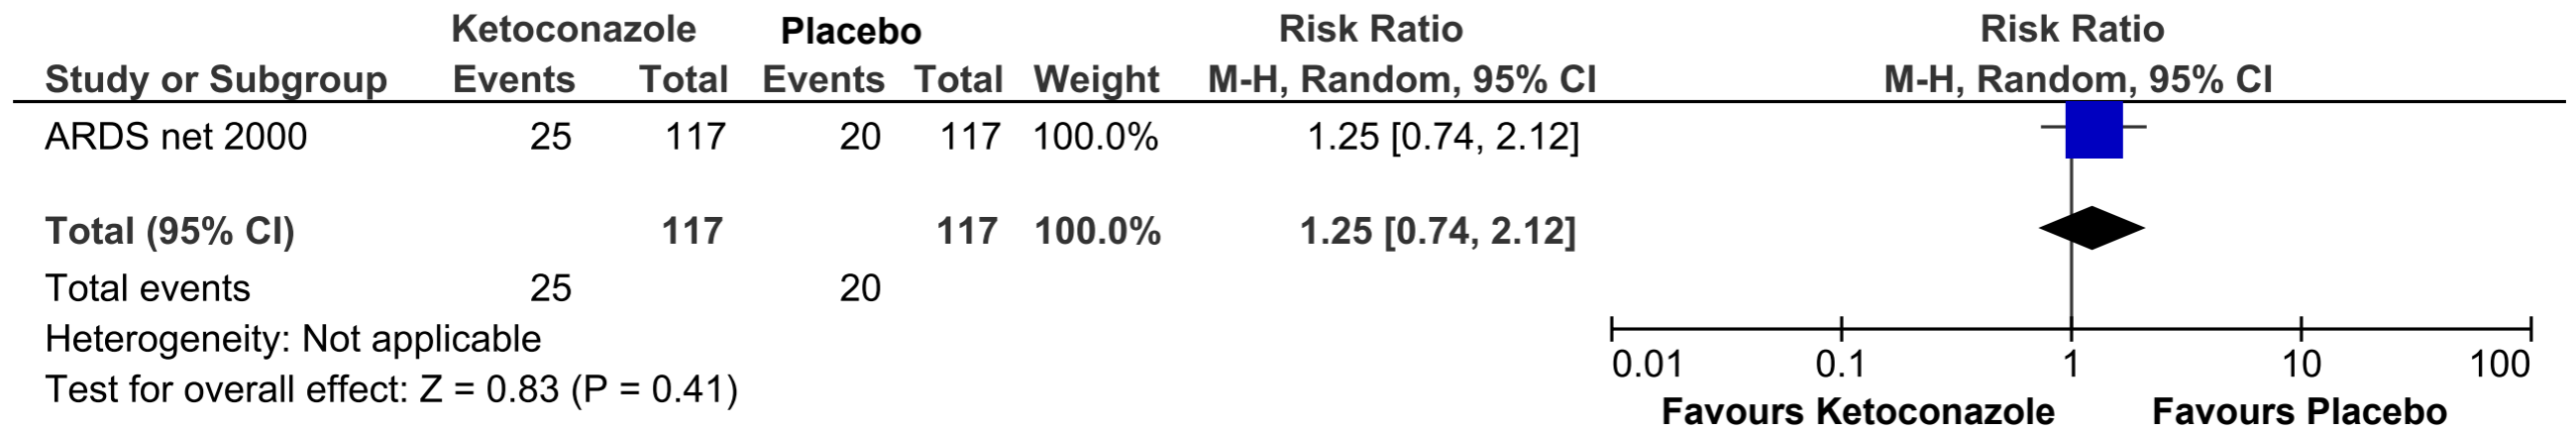 Ketoconazole Placebo Risk Ratio Risk Ratio
Study or Subgroup Events Total Events Total Weight M-H, Random, 95% CI M-H, Random, 95% CI
ARDS net 2000 25 117 20 117 100.0% 1.25 [0.74, 2.12]
Total (95% CI) 117 117 100.0% 1.25 [0.74, 2.12]
Total events 25 20
Heterogeneity: Not applicable
Test for overall effect: Z = 0.83 (P = 0.41)
0.01 0.1 1 10 100
Favours Ketoconazole Favours Placebo